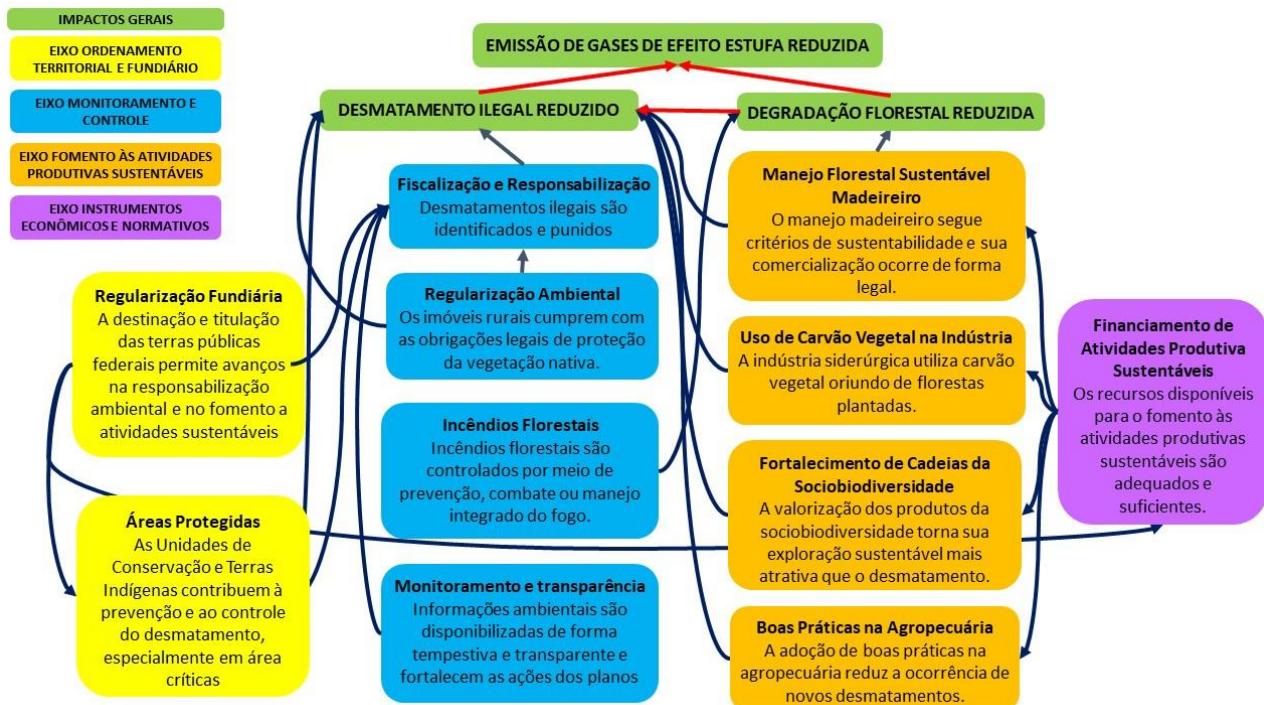 IMPACTOS GERAIS
EIXO ORDENAMENTO
TERRITORIAL E FUNDIÁRIO
EIXO MONITORAMENTO E
CONTROLE
EIXO FOMENTO ÀS ATIVIDADES
PRODUTIVAS SUSTENTÁVEIS
EIXO INSTRUMENTOS
ECONÔMICOS E NORMATIVOS
EMISSÃO DE GASES DE EFEITO ESTUFA REDUZIDA
DESMATAMENTO ILEGAL REDUZIDO
DEGRADAÇÃO FLORESTAL REDUZIDA
Regularização Fundiária
A destinação e titulação
das terras públicas
federais permite avanços
na responsabilização
ambiental e no fomento a
atividades sustentáveis
Áreas Protegidas
As Unidades de
Conservação e Terras
Indígenas contribuem à
prevenção e ao controle
do desmatamento,
especialmente em área
críticas
Fiscalização e Responsabilização
Desmatamentos ilegais são
identificados e punidos
Regularização Ambiental
Os imóveis rurais cumprem com
as obrigações legais de proteção
da vegetação nativa.
Incêndios Florestais
Incêndios florestais são
controlados por meio de
prevenção, combate ou manejo
integrado do fogo.
Monitoramento e transparência
Informações ambientais são
disponibilizadas de forma
tempestiva e transparente e
fortalecem as ações dos planos
Manejo Florestal Sustentável
Madeireiro
O manejo madeireiro segue
critérios de sustentabilidade e sua
comercialização ocorre de forma
legal.
Uso de Carvão Vegetal na Indústria
A indústria siderúrgica utiliza carvão
vegetal oriundo de florestas
plantadas.
Fortalecimento de Cadeias da
Sociobiodversidade
A valorização dos produtos da
sociobiodversidade torna sua
exploração sustentável mais
atrativa que o desmatamento.
Boas Práticas na Agropecuária
A adoção de boas práticas na
agropecuária reduz a ocorrência de
novos desmatamentos.
Financiamento de
Atividades Produtiva
Sustentáveis
Os recursos disponíveis
para o fomento às
atividades produtivas
sustentáveis são
adequados e
suficientes.